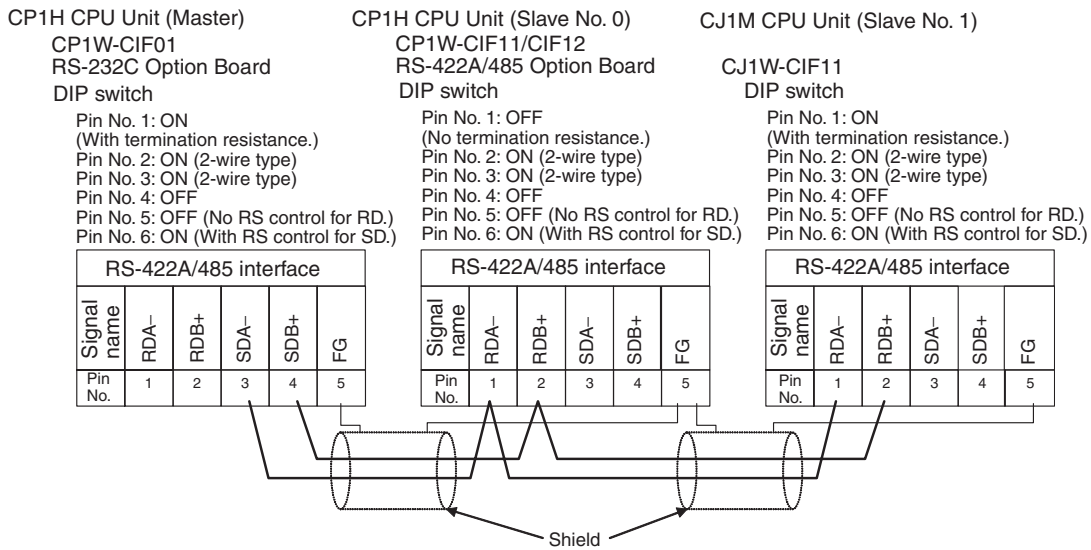 CP1H CPU Unit (Master)
CP1W-CIF01
RS-232C Option Board
DIP switch
Pin No. 1: ON
(With termination resistance.)
Pin No. 2: ON (2-wire type)
Pin No. 3: ON (2-wire type)
Pin No. 4: OFF
Pin No. 5: OFF (No RS control for RD.)
Pin No. 6: ON (With RS control for SD.)
RS-422A/485 interface
Signal name
RDA−
RDB+
SDA−
SDB+
FG
Pin No.
1
2
3
4
5
CP1H CPU Unit (Slave No. 0)
CP1W-CIF11/CIF12
RS-422A/485 Option Board
DIP switch
Pin No. 1: OFF
(No termination resistance.)
Pin No. 2: ON (2-wire type)
Pin No. 3: ON (2-wire type)
Pin No. 4: OFF
Pin No. 5: OFF (No RS control for RD.)
Pin No. 6: ON (With RS control for SD.)
RS-422A/485 interface
Signal name
RDA−
RDB+
SDA−
SDB+
FG
Pin No.
1
2
3
4
5
CJ1M CPU Unit (Slave No. 1)
CJ1W-CIF11
DIP switch
Pin No. 1: ON
(With termination resistance.)
Pin No. 2: ON (2-wire type)
Pin No. 3: ON (2-wire type)
Pin No. 4: OFF
Pin No. 5: OFF (No RS control for RD.)
Pin No. 6: ON (With RS control for SD.)
RS-422A/485 interface
Signal name
RDA−
RDB+
SDA−
SDB+
FG
Pin No.
1
2
3
4
5
Shield